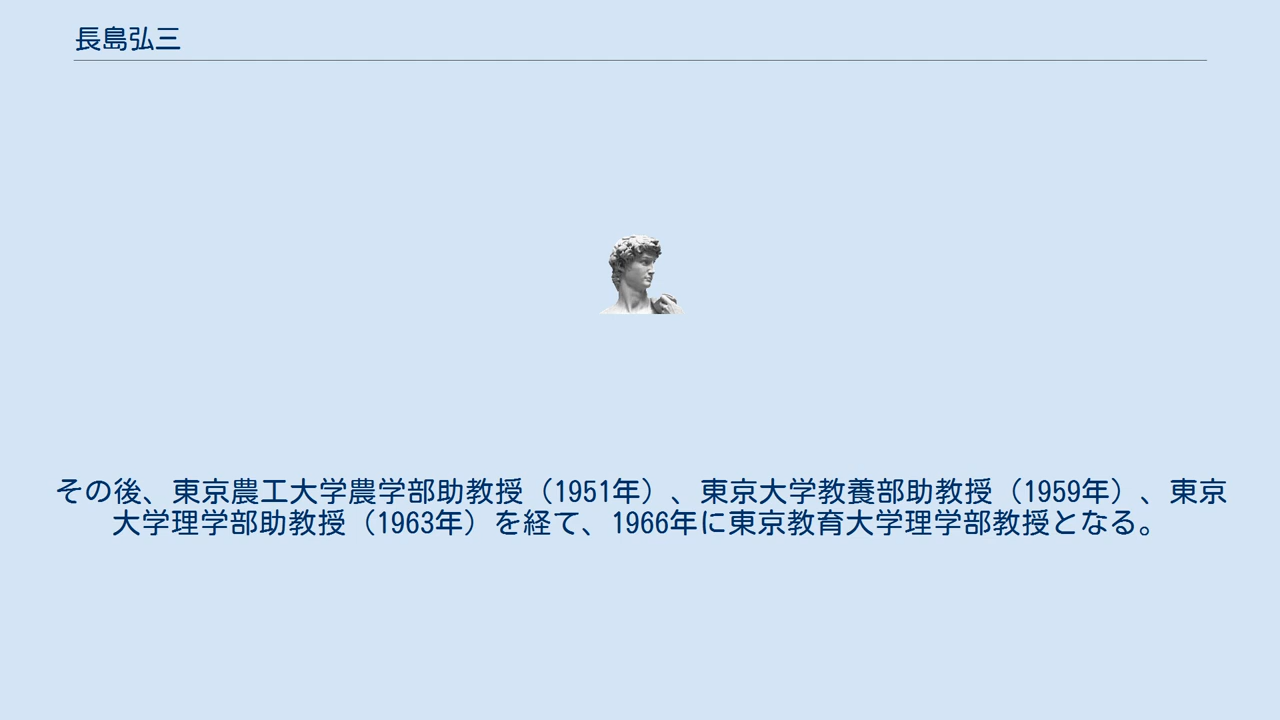 長島弘三
その後、東京農工大学農学部助教授（1951年）、東京大学教養部助教授（1959年）、東京
大学理学部助教授（1963年）を経て、1966年に東京教育大学理学部教授となる。